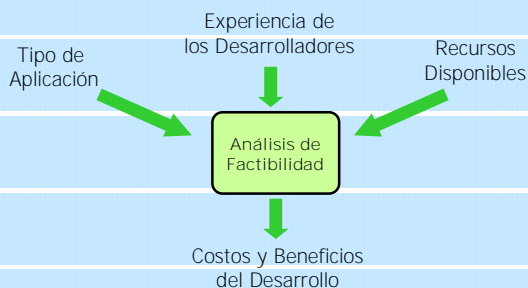 Experiencia de
los Desarrolladores
Tipo de
Aplicación
Recursos
Disponibles
Análisis de
Factibilidad
Costos y Beneficios
del Desarrollo